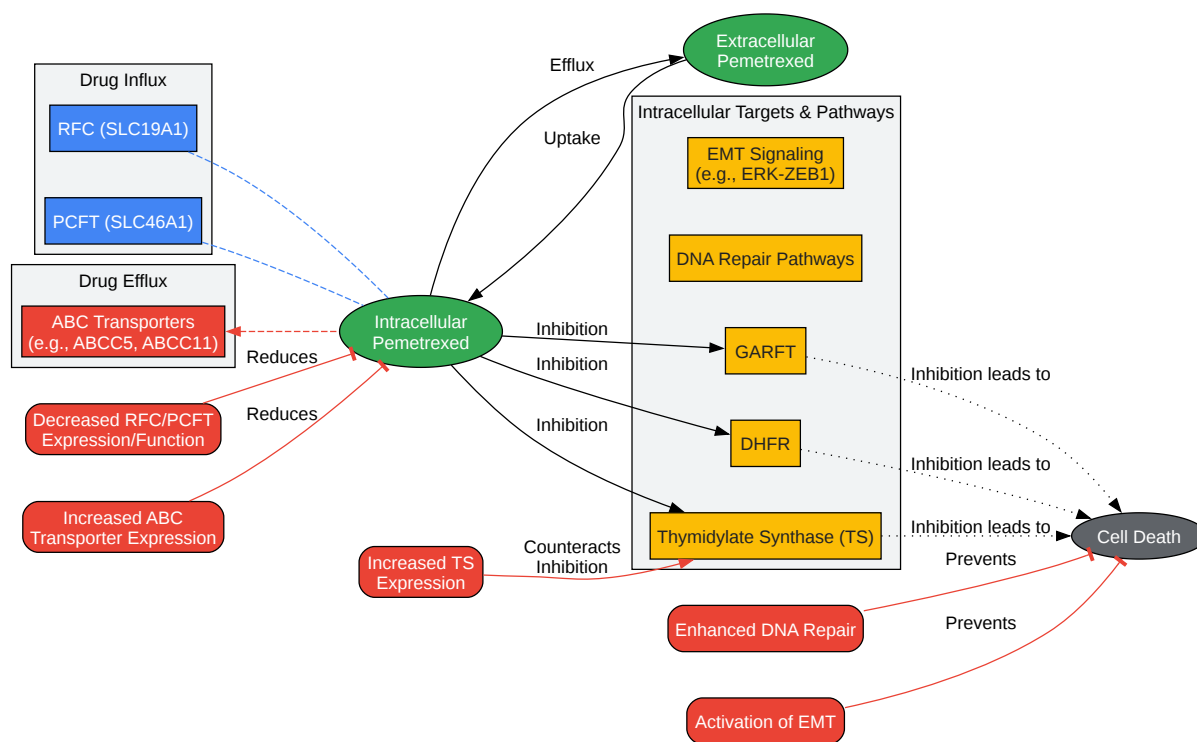 Extracellular
Pemetrexed
Efflux
Uptake
Drug Influx
RFC (SLC19A1)
PCFT (SLC46A1)
Drug Efflux
ABC Transporters
(e.g., ABCC5, ABCC11)
Intracellular
Pemetrexed
Intracellular Targets & Pathways
EMT Signaling
(e.g., ERK-ZEB1)
DNA Repair Pathways
Inhibition
GARFT
Inhibition
DHFR
Inhibition
Thymidylate Synthase (TS)
Inhibition leads to
Inhibition leads to
Inhibition leads to
Cell Death
Reduces
Decreased RFC/PCFT
Expression/Function
Reduces
Increased ABC
Transporter Expression
Increased TS
Expression
Counteracts
Inhibition
Prevents
Enhanced DNA Repair
Prevents
Activation of EMT